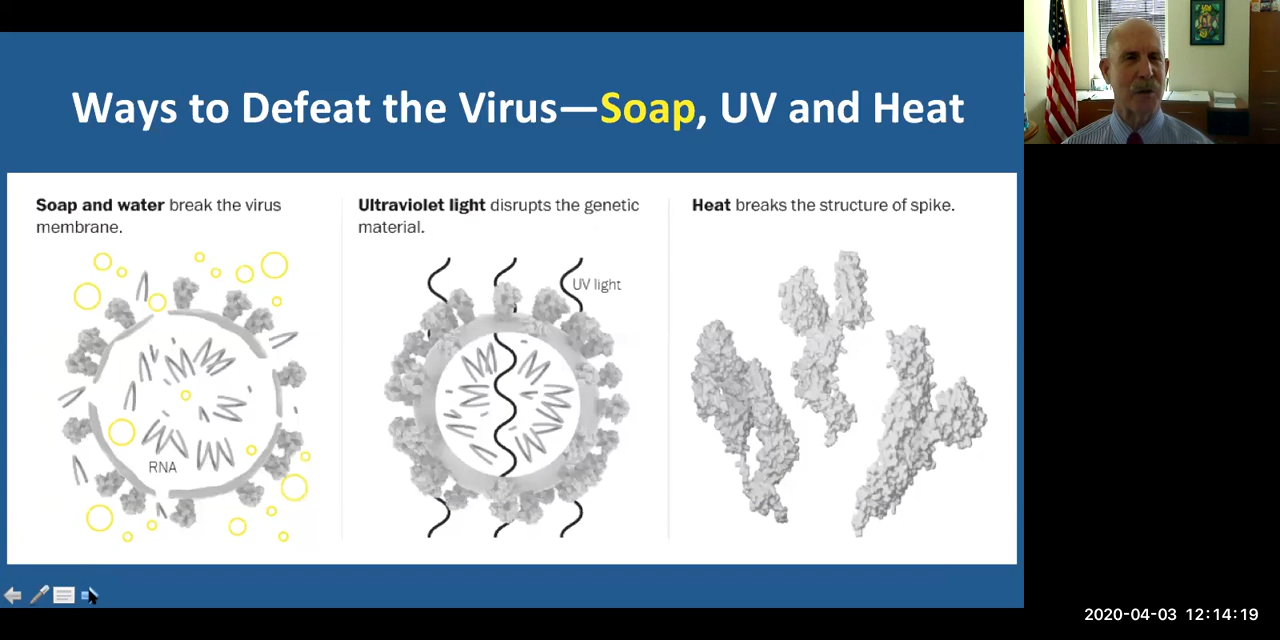 Ways to Defeat the Virus—Soap, UV and Heat
Soap and water break the virus
membrane.
Ultraviolet light disrupts the genetic
material.
Heat breaks the structure of spike.
UV light
RNA
2020-04-03 12:14:19